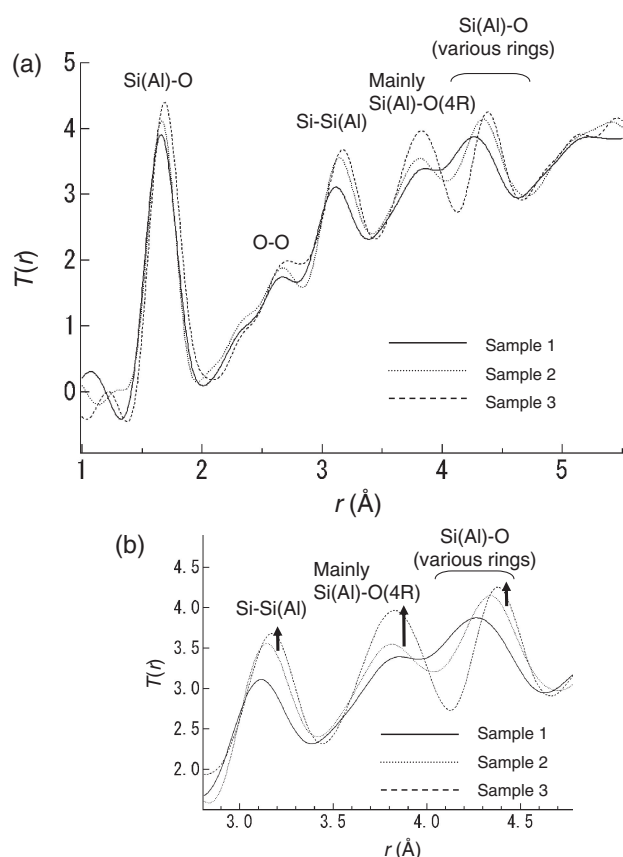 (a)
Si(Al)-O
(various rings)
Si(Al)-O
Mainly
Si(Al)-O(4R)
Si-Si(Al)
O-O
5
4
3
2
1
0
T(r)
Sample 1
Sample 2
Sample 3
1 2 3 4 5
r (Å)
(b)
Si(Al)-O
(various rings)
Mainly
Si(Al)-O(4R)
Si-Si(Al)
4.5
4.0
3.5
3.0
2.5
2.0
T(r)
Sample 1
Sample 2
Sample 3
3.0 3.5 4.0 4.5
r (Å)